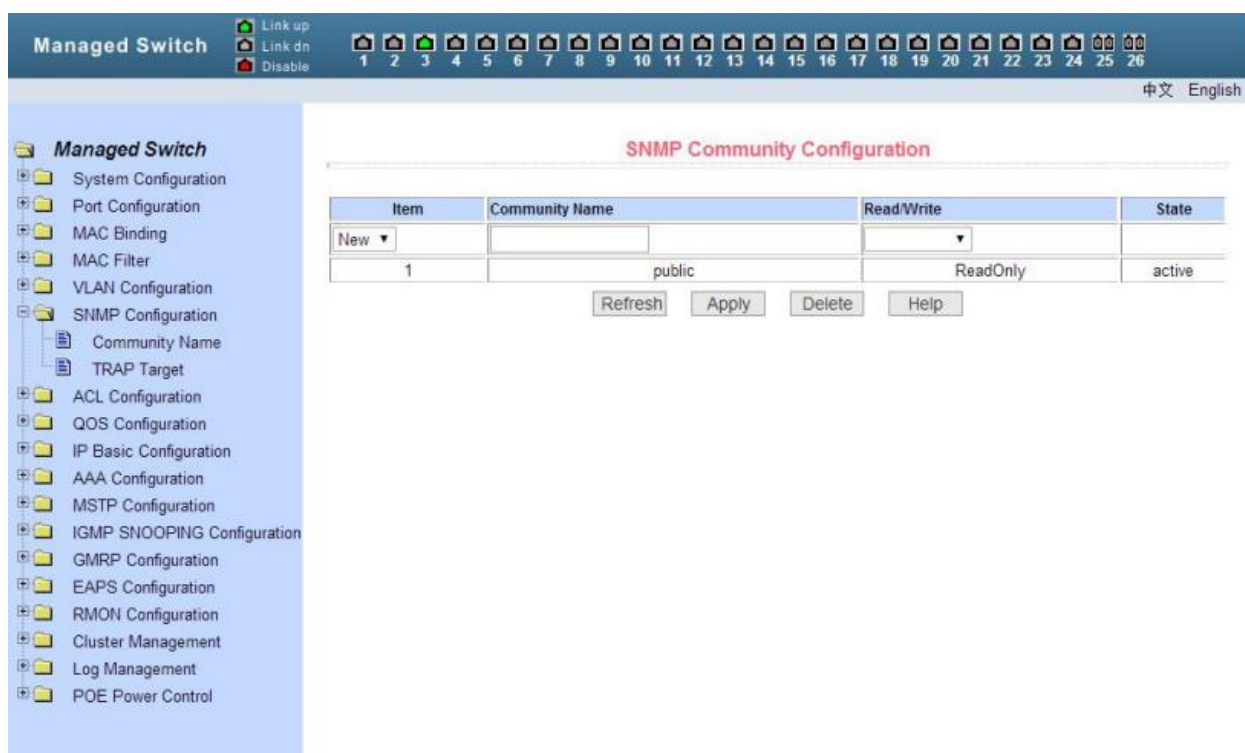 Managed Switch
Link up
Link dn
Disable
1 2 3 4 5 6 7 8 9 10 11 12 13 14 15 16 17 18 19 20 21 22 23 24 25 26
中文 English
Managed Switch
System Configuration
Port Configuration
MAC Binding
MAC Filter
VLAN Configuration
SNMP Configuration
Community Name
TRAP Target
ACL Configuration
QOS Configuration
IP Basic Configuration
AAA Configuration
MSTP Configuration
IGMP SNOOPING Configuration
GMRP Configuration
EAPS Configuration
RMON Configuration
Cluster Management
Log Management
POE Power Control
SNMP Community Configuration
Item Community Name Read/Write State
New
1 public ReadOnly active
Refresh Apply Delete Help